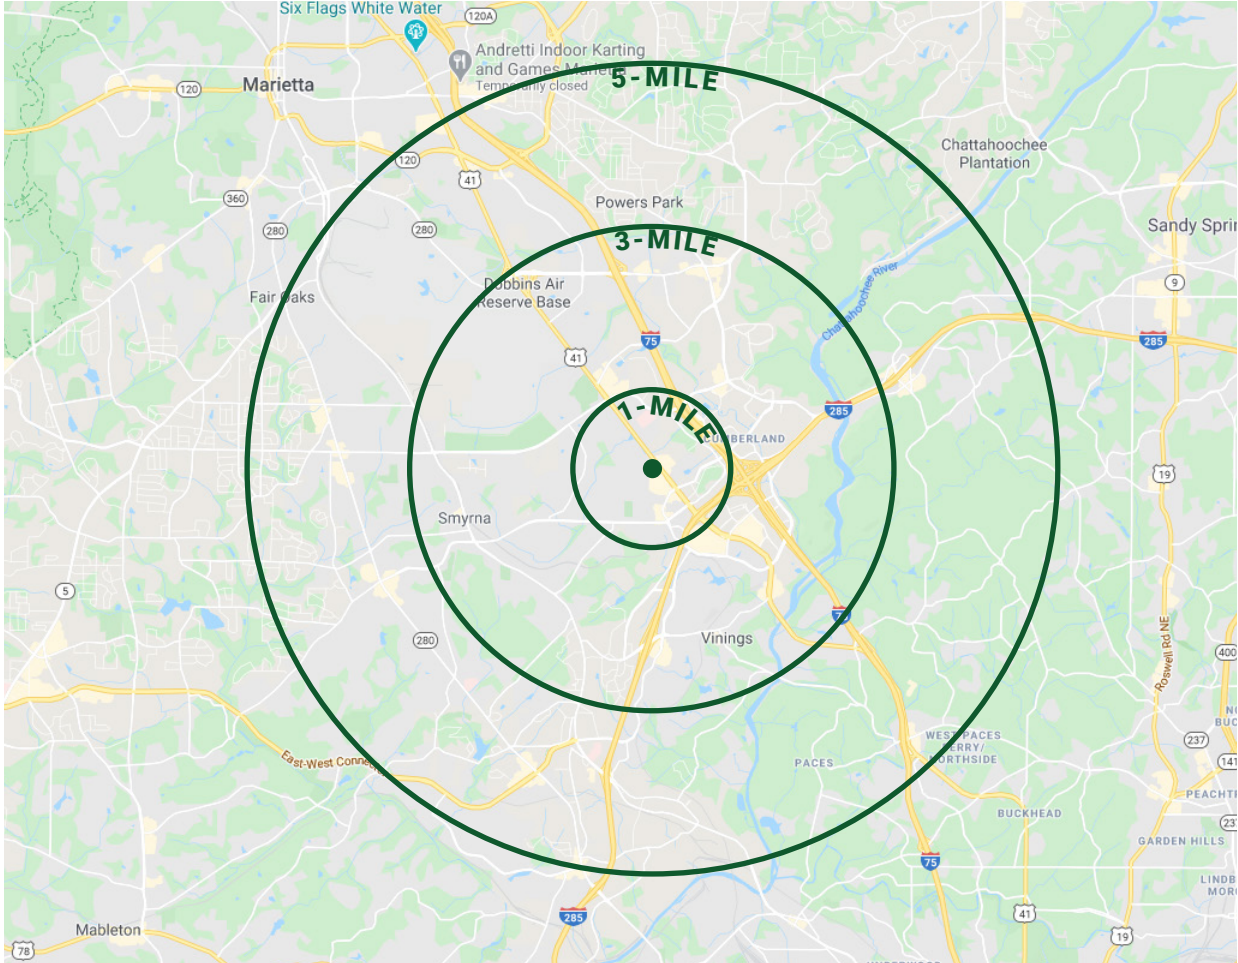 Six Flags White Water
120A
Andretti Indoor Karting
and Games Marietta
Temporarily closed
5-MILE
Marietta
120
Chattahoochee
Plantation
120
41
360
Powers Park
280
280
3-MILE
Sandy Sprin
Chattahoochee River
9
Dobbins Air
Reserve Base
Fair Oaks
75
285
41
285
1-MILE
CUMBERLAND
19
Smyrna
5
75
280
Vinings
Roswell Rd NE
400
WEST PACES
FERRY/
NORTHSIDE
237
East-West Connector
PACES
141
PEACHT
BUCKHEAD
237
GARDEN HILLS
75
LINDB
MOR
285
41
Mableton
19
78